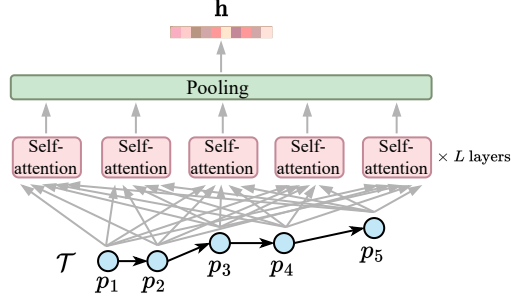 h
Pooling
Self-
attention
Self-
attention
Self-
attention
Self-
attention
Self-
attention
× L layers
𝒯
p₁
p₂
p₃
p₄
p₅